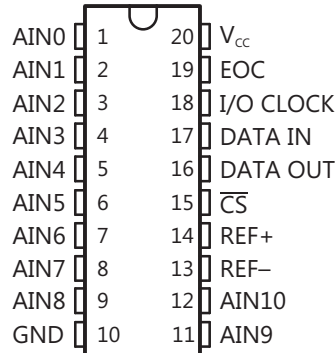 AIN0 1 20 Vcc
AIN1 2 19 EOC
AIN2 3 18 I/O CLOCK
AIN3 4 17 DATA IN
AIN4 5 16 DATA OUT
AIN5 6 15 C̅S̅
AIN6 7 14 REF+
AIN7 8 13 REF–
AIN8 9 12 AIN10
GND 10 11 AIN9